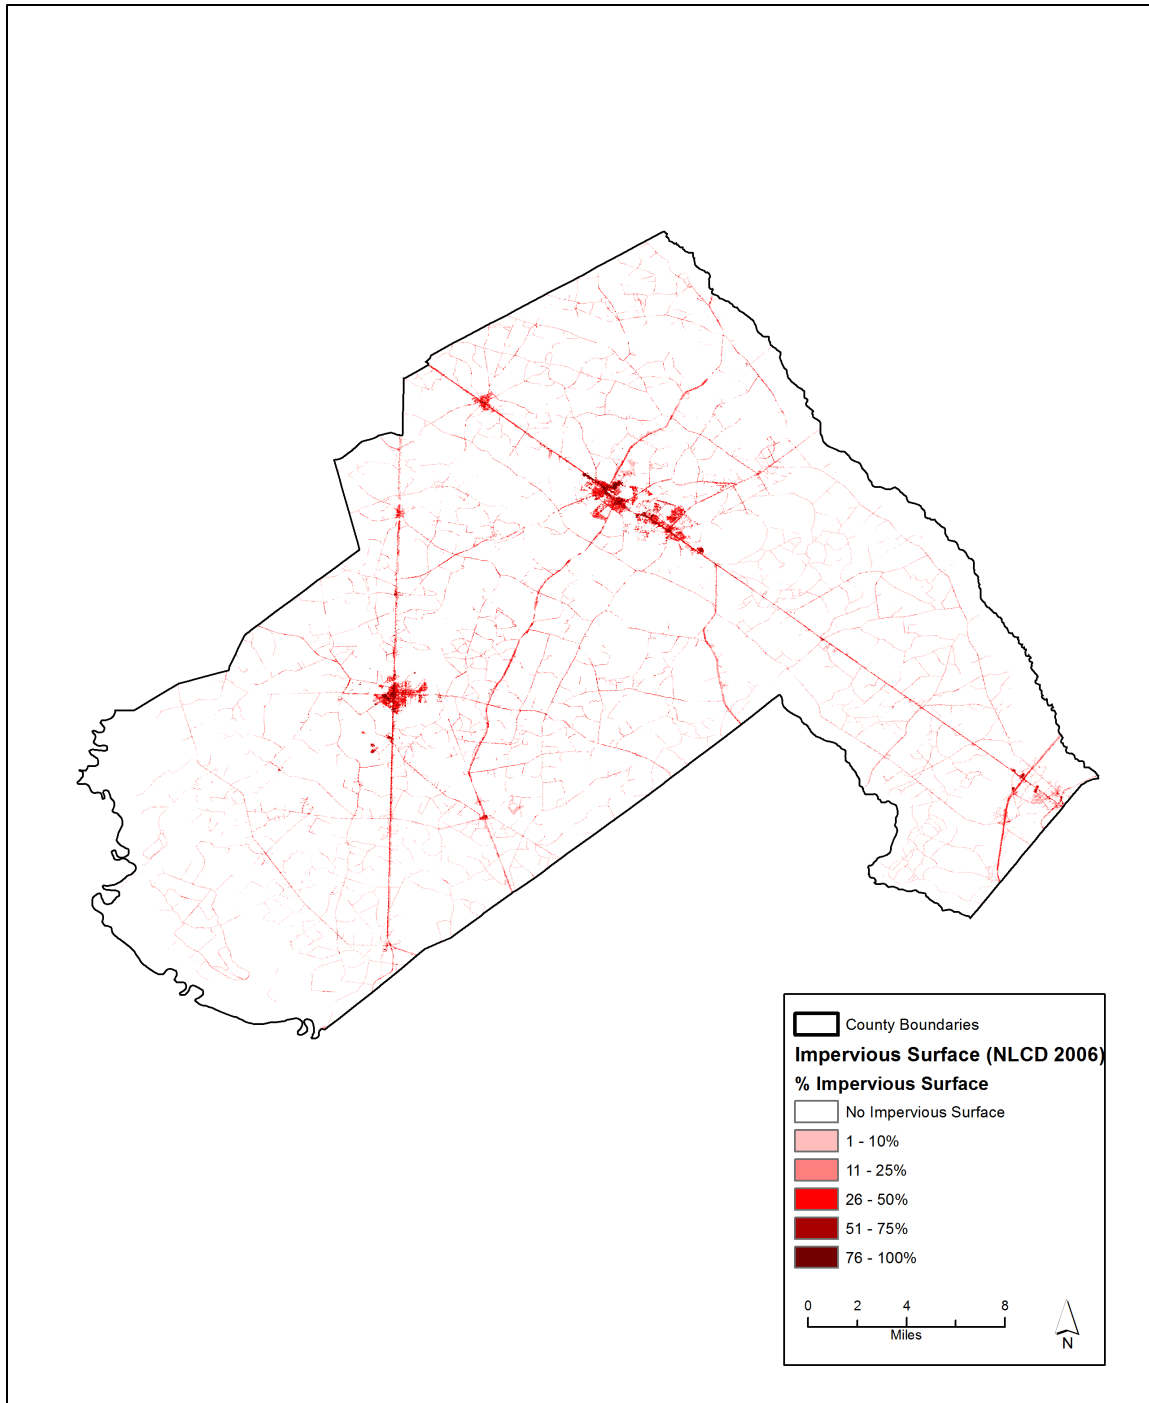 County Boundaries
Impervious Surface (NLCD 2006)
% Impervious Surface
No Impervious Surface
1 - 10%
11 - 25%
26 - 50%
51 - 75%
76 - 100%
0 2 4 8
Miles
N